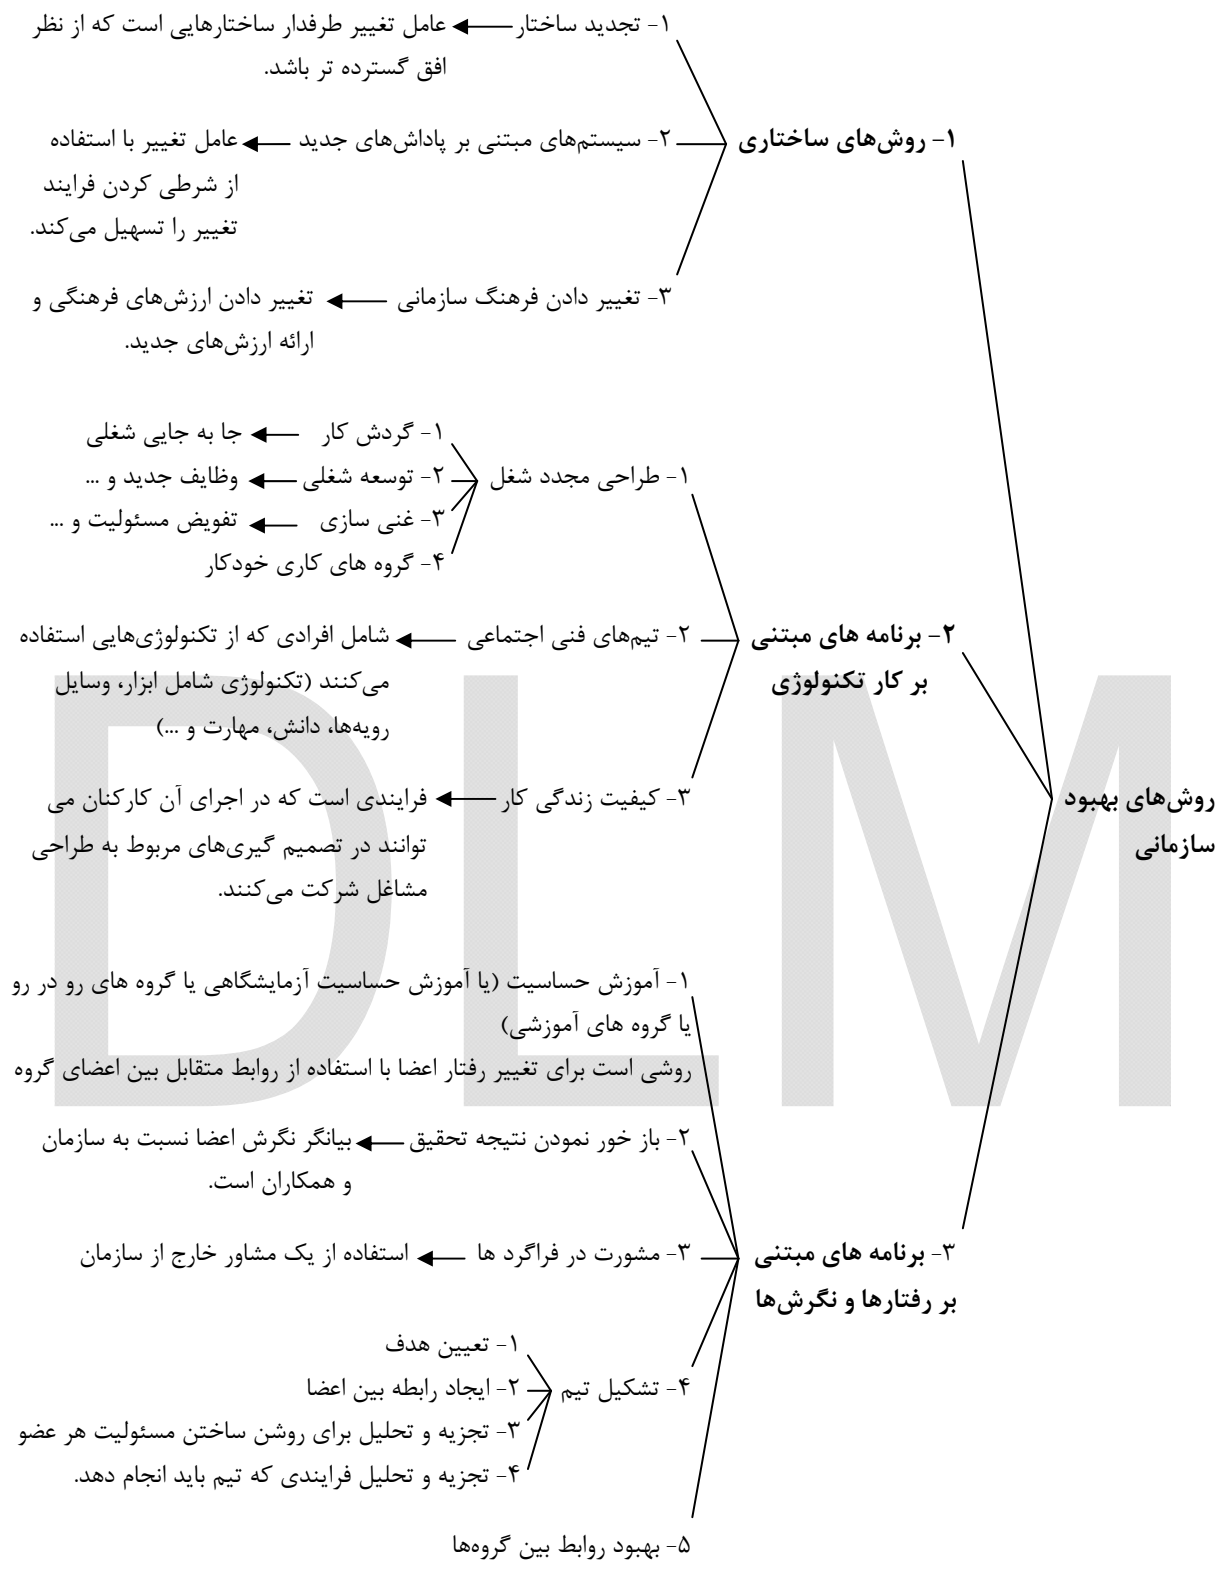 ۱- تجدید ساختار عامل تغییر طرفدار ساختارهایی است که از نظر
افق گسترده تر باشد.
۱- روش‌های ساختاری ۲- سیستم‌های مبتنی بر پاداش‌های جدید عامل تغییر با استفاده
از شرطی کردن فرایند
تغییر را تسهیل می‌کند.
۳- تغییر دادن فرهنگ سازمانی تغییر دادن ارزش‌های فرهنگی و
ارائه ارزش‌های جدید.
۱- گردش کار جا به جایی شغلی
۱- طراحی مجدد شغل ۲- توسعه شغلی وظایف جدید و ...
۳- غنی سازی تفویض مسئولیت و ...
۴- گروه های کاری خودکار
۲- برنامه های مبتنی ۲- تیم‌های فنی اجتماعی شامل افرادی که از تکنولوژی‌هایی استفاده
بر کار تکنولوژی می‌کنند (تکنولوژی شامل ابزار، وسایل
رویه‌ها، دانش، مهارت و ...)
روش‌های بهبود ۳- کیفیت زندگی کار فرایندی است که در اجرای آن کارکنان می
سازمانی توانند در تصمیم گیری‌های مربوط به طراحی
مشاغل شرکت می‌کنند.
۱- آموزش حساسیت (یا آموزش حساسیت آزمایشگاهی یا گروه های رو در رو
یا گروه های آموزشی)
روشی است برای تغییر رفتار اعضا با استفاده از روابط متقابل بین اعضای گروه
۲- باز خور نمودن نتیجه تحقیق بیانگر نگرش اعضا نسبت به سازمان
و همکاران است.
۳- برنامه های مبتنی ۳- مشورت در فراگرد ها استفاده از یک مشاور خارج از سازمان
بر رفتارها و نگرش‌ها
۱- تعیین هدف
۴- تشکیل تیم ۲- ایجاد رابطه بین اعضا
۳- تجزیه و تحلیل برای روشن ساختن مسئولیت هر عضو
۴- تجزیه و تحلیل فرایندی که تیم باید انجام دهد.
۵- بهبود روابط بین گروه‌ها
DLM